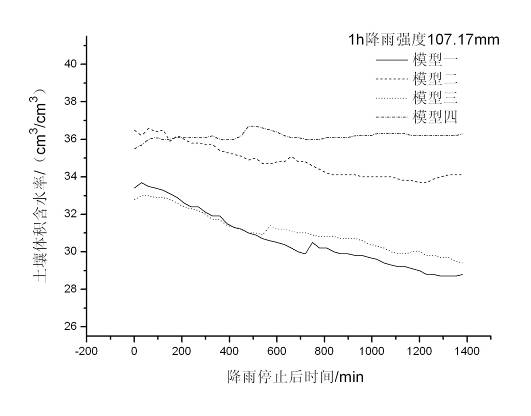 1h降雨强度107.17mm
模型一
模型二
模型三
模型四
土壤体积含水率/（cm³/cm³）
40
38
36
34
32
30
28
26
-200 0 200 400 600 800 1000 1200 1400
降雨停止后时间/min